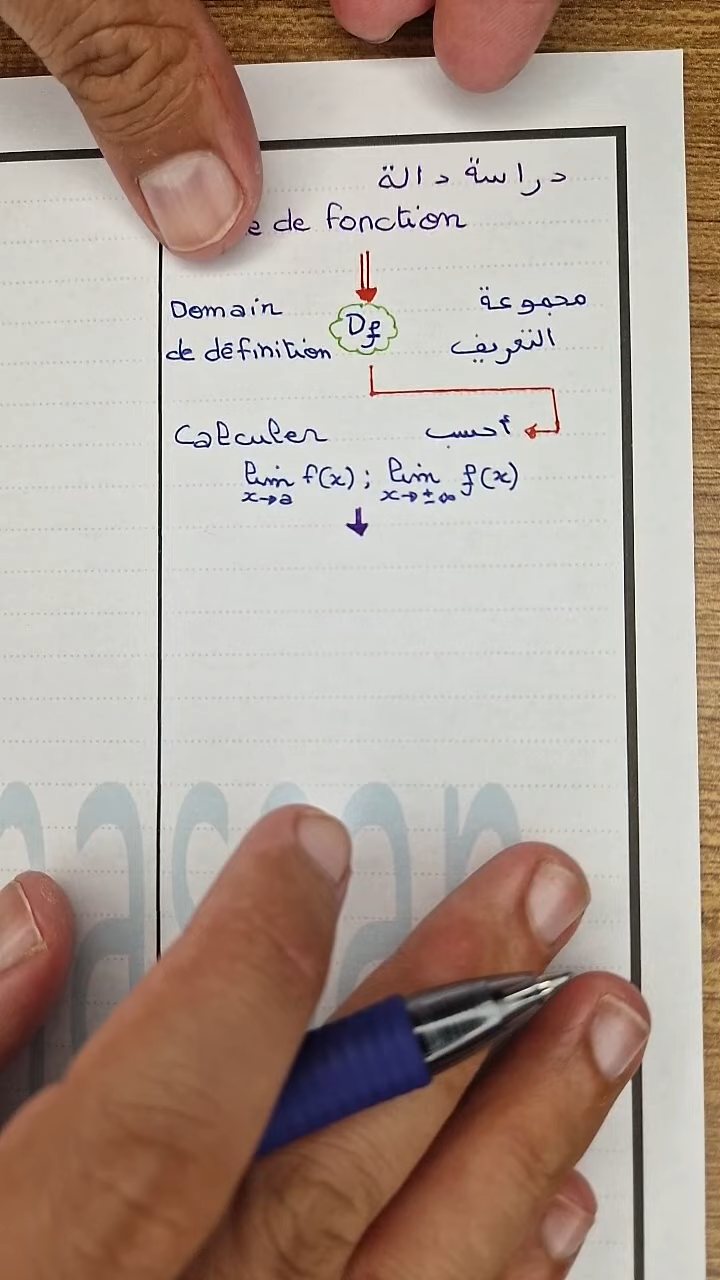 دراسة دالة
e de fonction
Domain
de définition
Df
مجموعة
التعريف
Calculer
أحسب
lim f(x) ; lim f(x)
x→a x→±∞